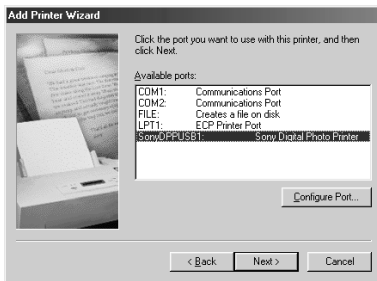 Add Printer Wizard
Click the port you want to use with this printer, and then
click Next.
Available ports:
COM1: Communications Port
COM2: Communications Port
FILE: Creates a file on disk
LPT1: ECP Printer Port
SonyDPPUSB1: Sony Digital Photo Printer
Configure Port...
< Back
Next >
Cancel